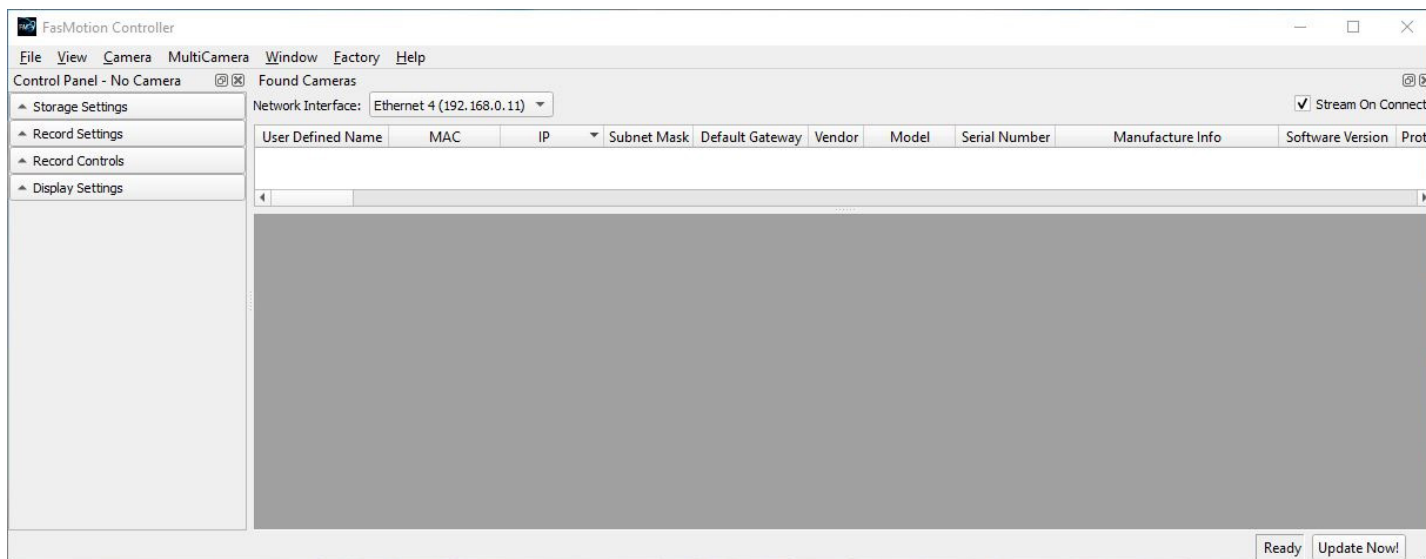 FasMotion Controller
File View Camera MultiCamera Window Factory Help
Control Panel - No Camera
Found Cameras
Storage Settings
Network Interface: Ethernet 4 (192.168.0.11)
Stream On Connect
Record Settings
User Defined Name MAC IP Subnet Mask Default Gateway Vendor Model Serial Number Manufacture Info Software Version Prot
Record Controls
Display Settings
Ready Update Now!